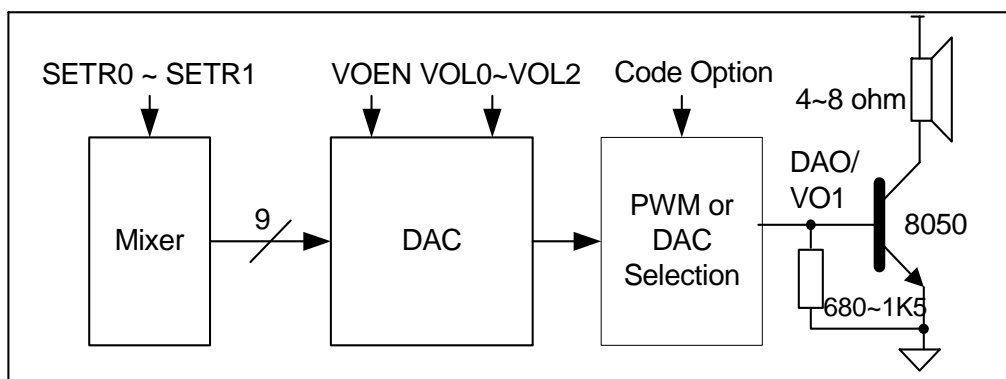 SETR0 ~ SETR1
VOEN VOL0~VOL2
Code Option
4~8 ohm
DAO/
VO1
9
Mixer
DAC
PWM or
DAC
Selection
8050
680~1K5